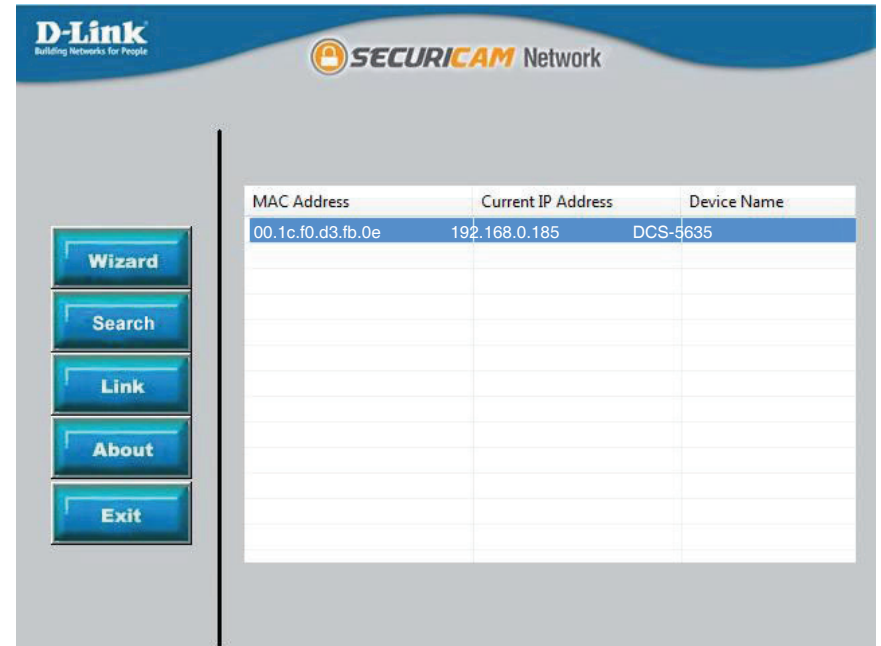 D-Link
Building Networks for People
SECURICAM Network
MAC Address Current IP Address Device Name
00.1c.f0.d3.fb.0e 192.168.0.185 DCS-5635
Wizard
Search
Link
About
Exit